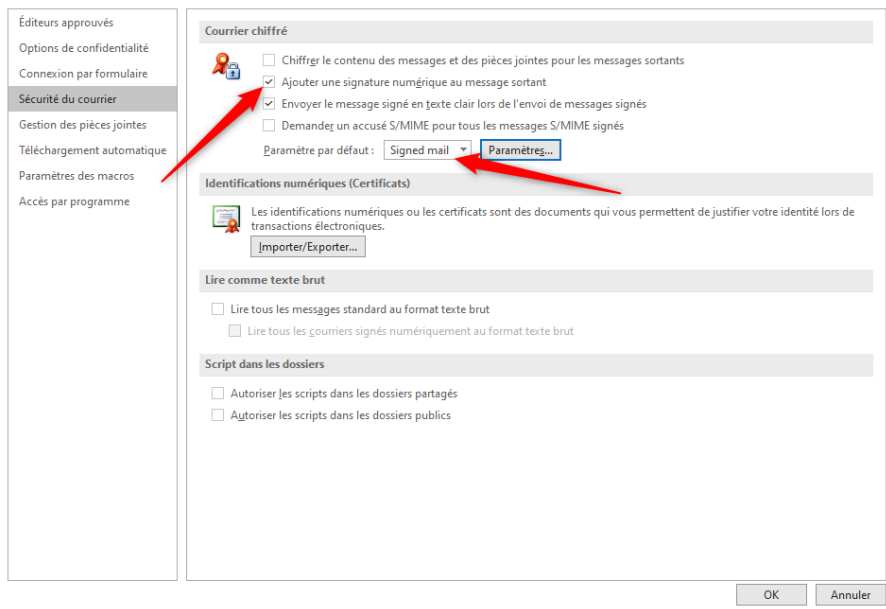 Éditeurs approuvés
Options de confidentialité
Connexion par formulaire
Sécurité du courrier
Gestion des pièces jointes
Téléchargement automatique
Paramètres des macros
Accès par programme
Courrier chiffré
Chiffrer le contenu des messages et des pièces jointes pour les messages sortants
Ajouter une signature numérique au message sortant
Envoyer le message signé en texte clair lors de l'envoi de messages signés
Demander un accusé S/MIME pour tous les messages S/MIME signés
Paramètre par défaut : Signed mail Paramètres...
Identifications numériques (Certificats)
Les identifications numériques ou les certificats sont des documents qui vous permettent de justifier votre identité lors de
transactions électroniques.
Importer/Exporter...
Lire comme texte brut
Lire tous les messages standard au format texte brut
Lire tous les courriers signés numériquement au format texte brut
Script dans les dossiers
Autoriser les scripts dans les dossiers partagés
Autoriser les scripts dans les dossiers publics
OK Annuler